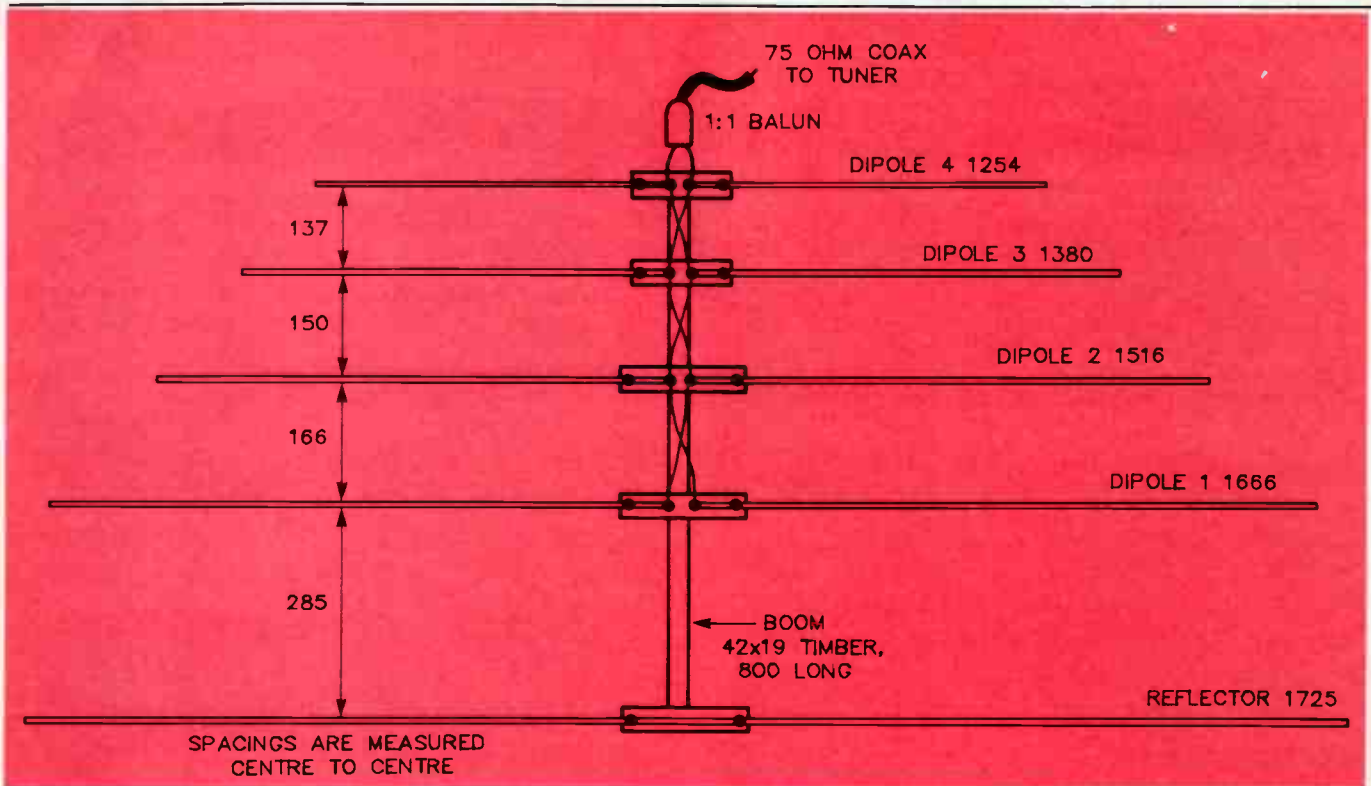 75 OHM COAX
TO TUNER
1:1 BALUN
DIPOLE 4 1254
137
DIPOLE 3 1380
150
DIPOLE 2 1516
166
DIPOLE 1 1666
285
BOOM
42x19 TIMBER,
800 LONG
REFLECTOR 1725
SPACINGS ARE MEASURED
CENTRE TO CENTRE